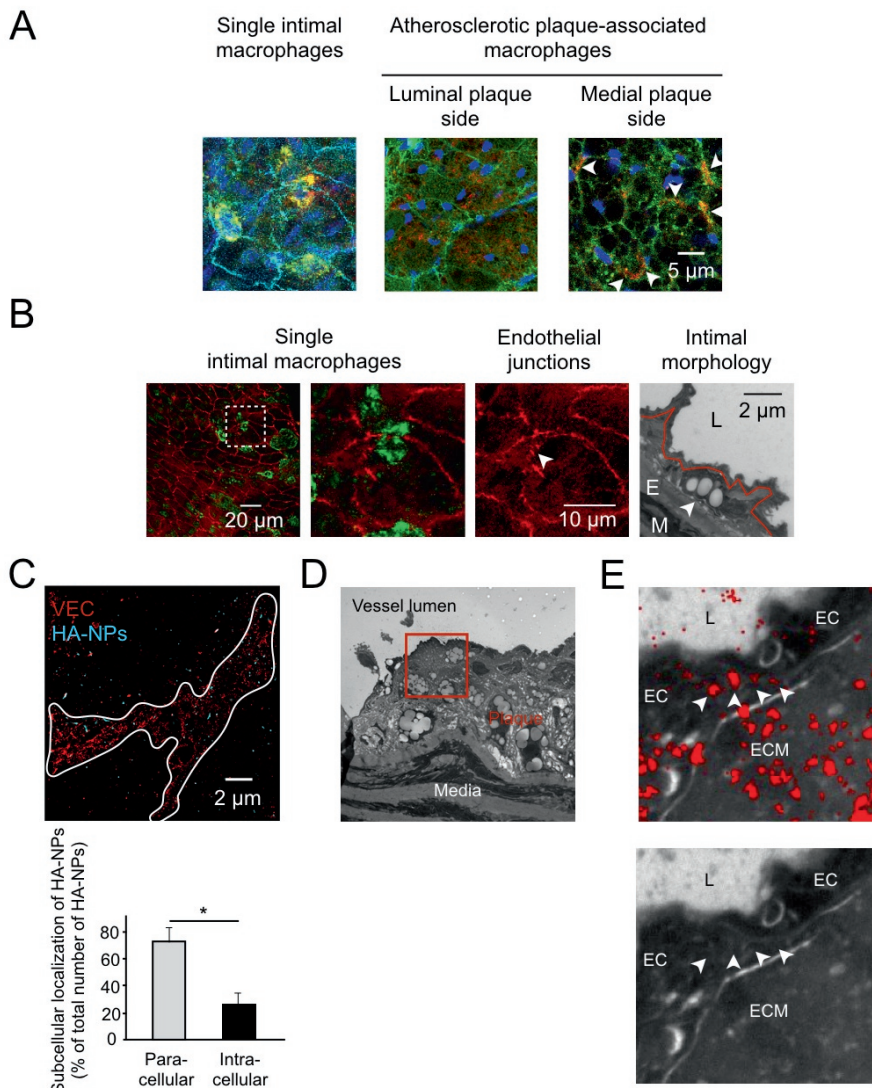 A
Single intimal
macrophages
Atherosclerotic plaque-associated
macrophages
Luminal plaque
side
Medial plaque
side
5 µm
B
Single
intimal macrophages
Endothelial
junctions
Intimal
morphology
20 µm
10 µm
2 µm
L
E
M
C
VEC
HA-NPs
2 µm
D
Vessel lumen
Plaque
Media
E
L
EC
EC
ECM
L
EC
EC
ECM
Subcellular localization of HA-NPs
(% of total number of HA-NPs)
80
60
40
20
0
*
Para-
cellular
Intra-
cellular